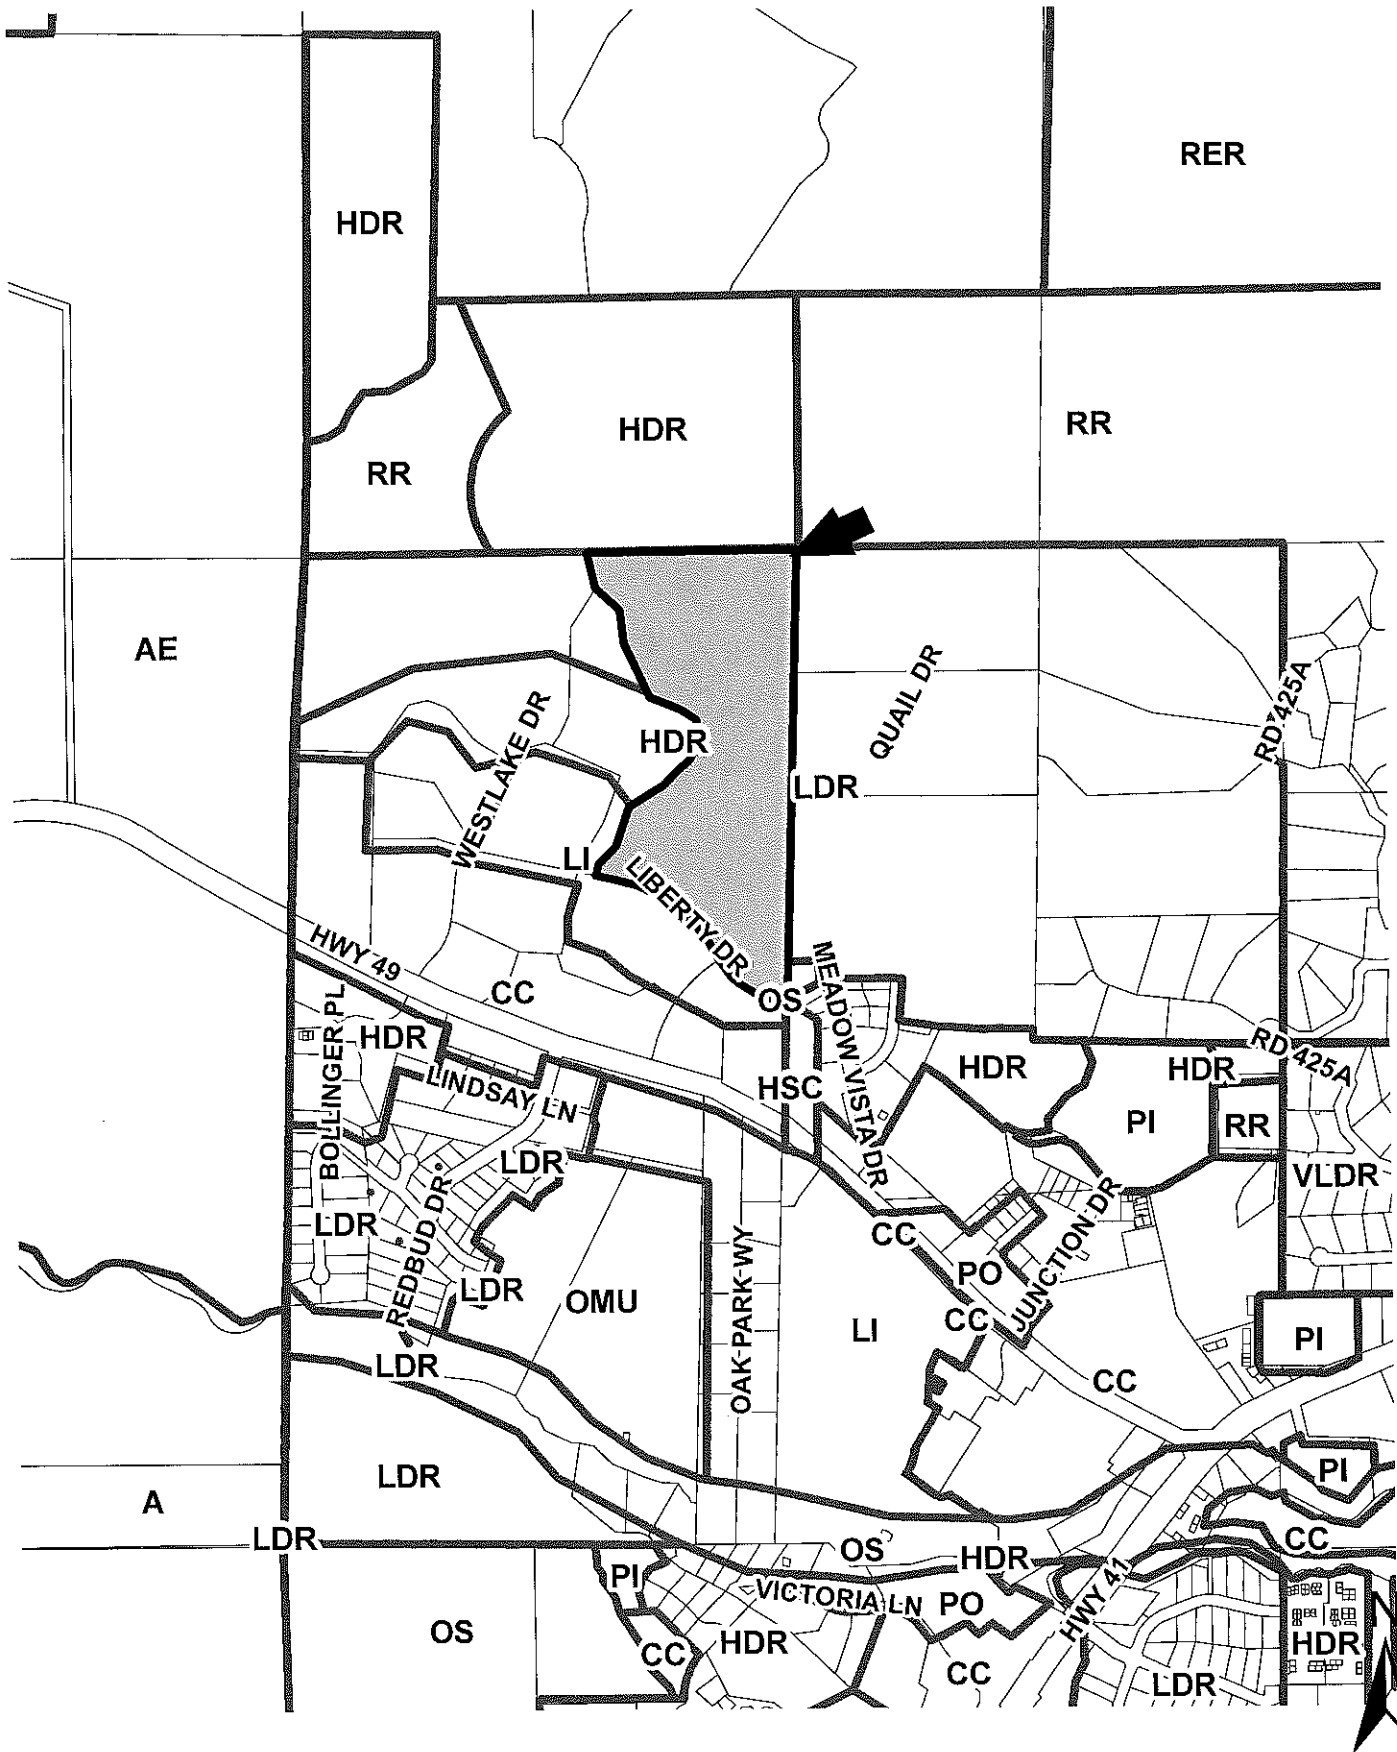 RER
HDR
HDR
RR
RR
AE
QUAIL DR
RD 425A
WESTLAKE DR
HDR
LDR
LI
LIBERTY DR
HWY 49
CC
OS
MEADOW VISTA DR
BOLLINGER PL
HDR
LINDSAY LN
HSC
HDR
HDR
RD 425A
PI
RR
LDR
VLDR
LDR
REDBUD DR
LDR
OMU
OAK PARK WY
CC
PO
JUNCTION DR
CC
LI
PI
LDR
CC
LDR
PI
A
LDR
OS
HDR
CC
PI
VICTORIA LN
PO
HWY 41
OS
CC
HDR
CC
LDR
HDR
N